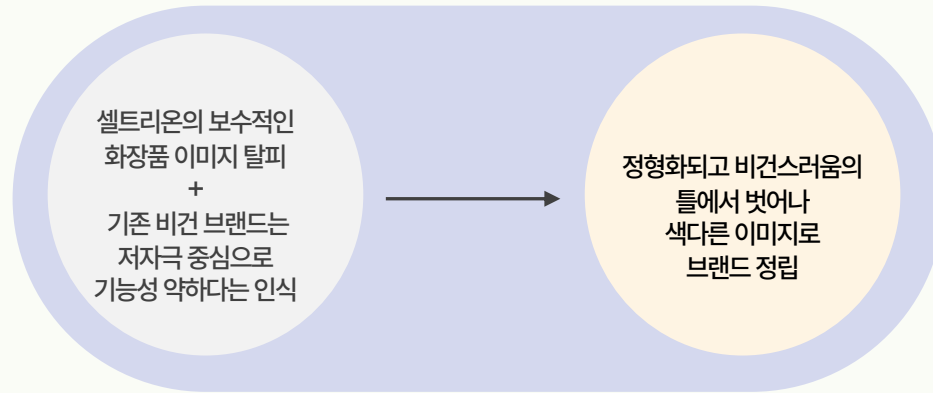 셀트리온의 보수적인
화장품 이미지 탈피
+
기존 비건 브랜드는
저자극 중심으로
기능성 약하다는 인식
정형화되고 비건스러움의
틀에서 벗어나
색다른 이미지로
브랜드 정립